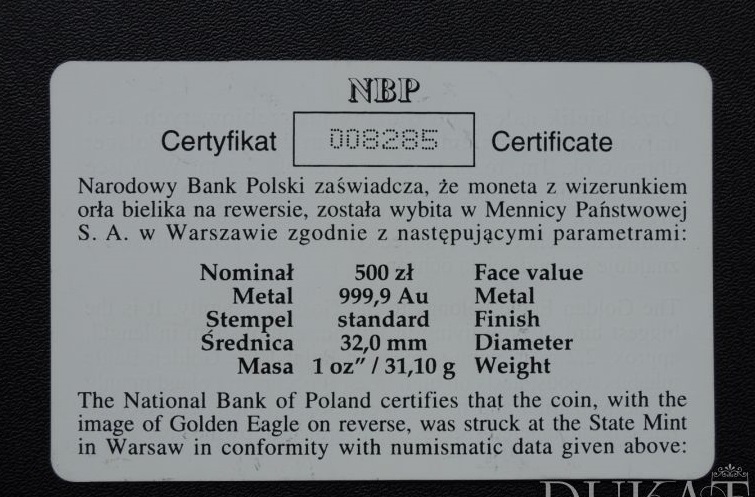 NBP
Certyfikat 008285 Certificate
Narodowy Bank Polski zaświadcza, że moneta z wizerunkiem
orła bielika na rewersie, została wybita w Mennicy Państwowej
S. A. w Warszawie zgodnie z następującymi parametrami:
Nominał 500 zł Face value
Metal 999,9 Au Metal
Stempel standard Finish
Średnica 32,0 mm Diameter
Masa 1 oz” / 31,10 g Weight
The National Bank of Poland certifies that the coin, with the
image of Golden Eagle on reverse, was struck at the State Mint
in Warsaw in conformity with numismatic data given above: